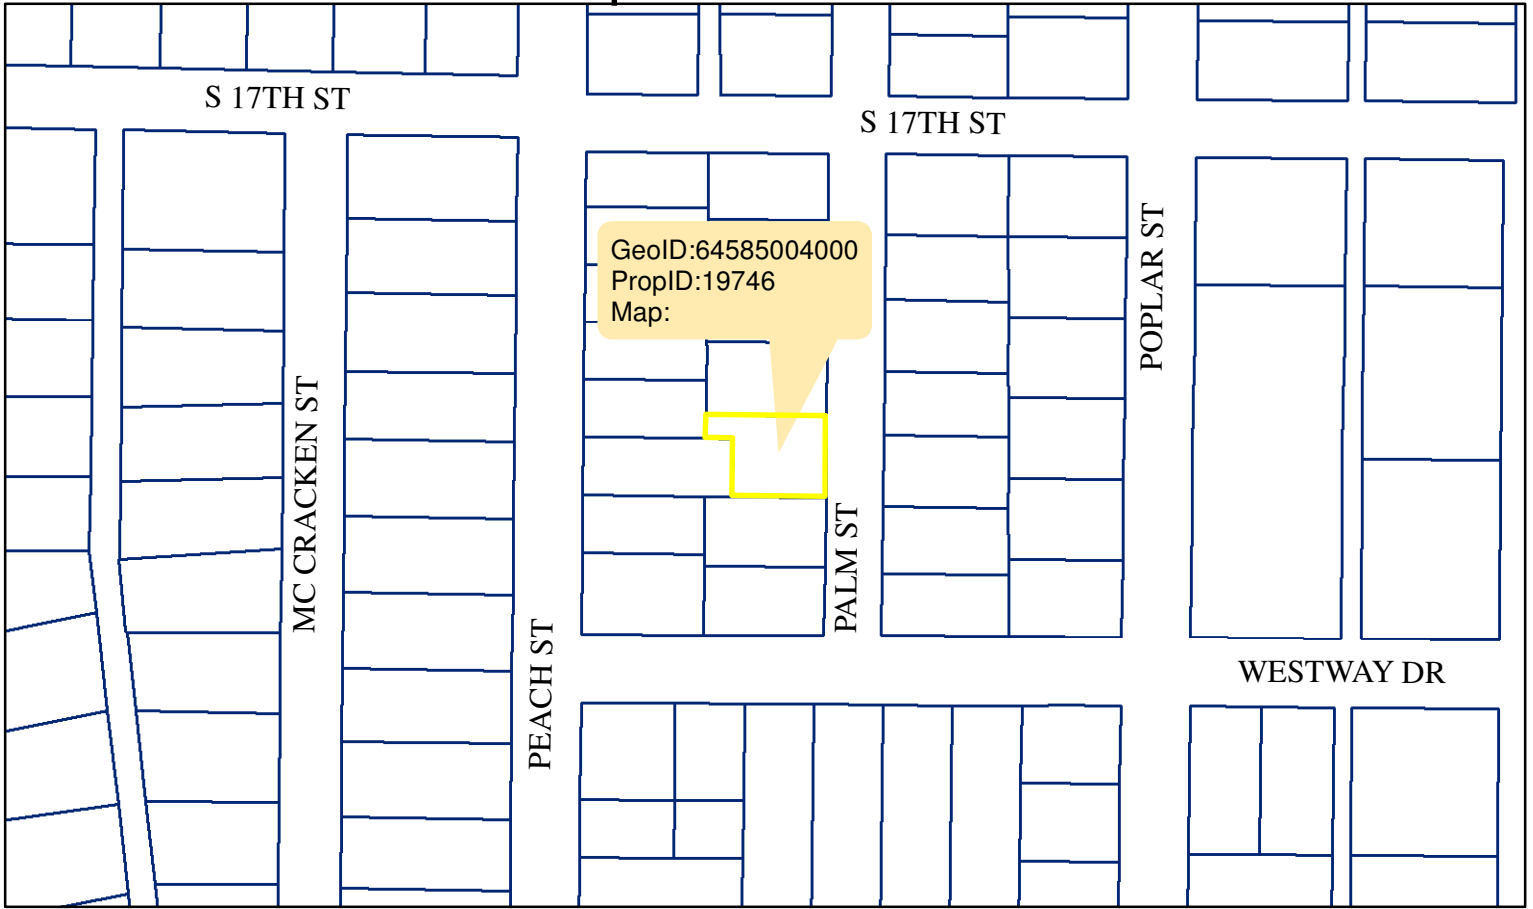 S 17TH ST
S 17TH ST
GeoID:64585004000
PropID:19746
Map:
POPLAR ST
MC CRACKEN ST
PALM ST
PEACH ST
WESTWAY DR